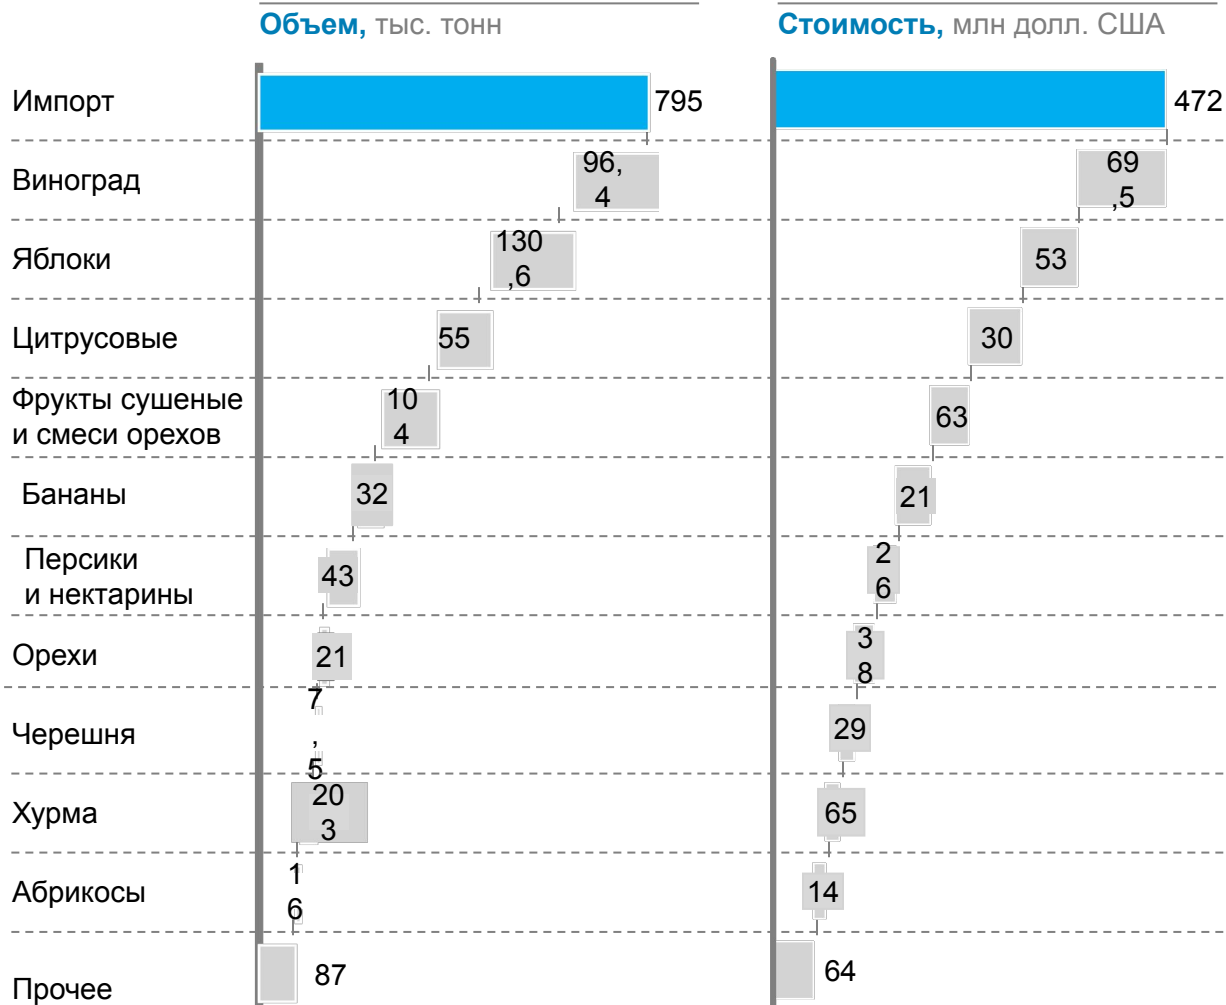 Объем, тыс. тонн
Стоимость, млн долл. США
Импорт
795
472
Виноград
96,
4
69
,5
Яблоки
130
,6
53
Цитрусовые
55
30
Фрукты сушеные
и смеси орехов
10
4
63
Бананы
32
21
Персики
и нектарины
43
2
6
Орехи
21
3
8
Черешня
7
,
5
29
Хурма
20
3
65
Абрикосы
1
6
14
Прочее
87
64